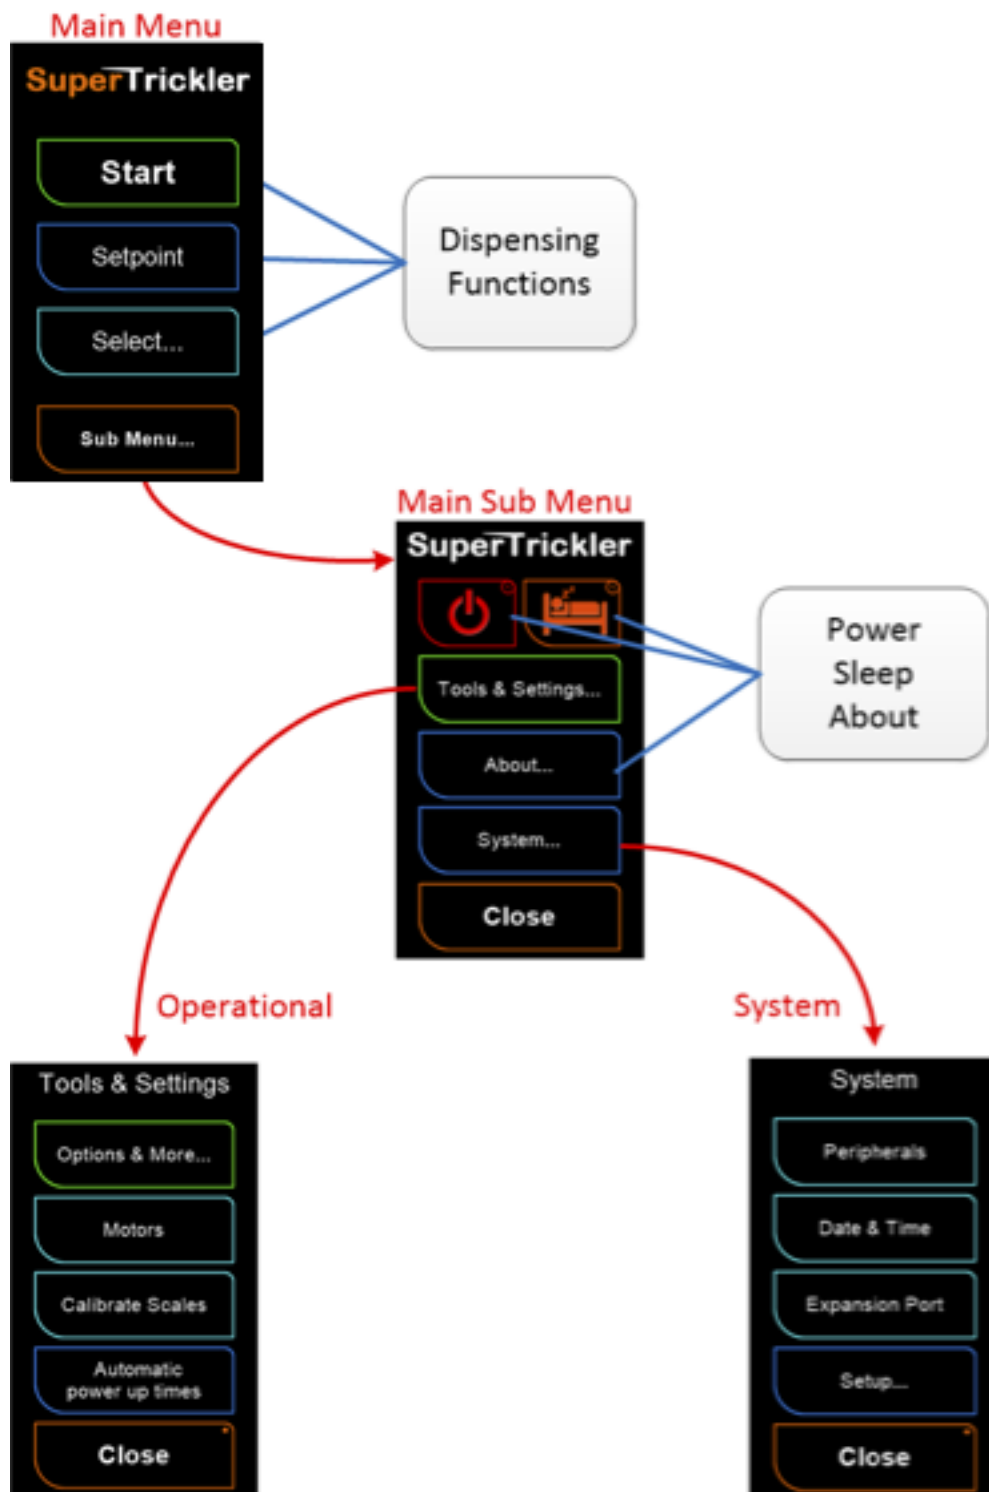 Main Menu
SuperTrickler
Start
Setpoint
Dispensing
Functions
Select...
Sub Menu...
Main Sub Menu
SuperTrickler
Tools & Settings...
Power
Sleep
About
About...
System...
Close
Operational
System
Tools & Settings
Options & More...
Motors
Calibrate Scales
Automatic
power up times
Close
System
Peripherals
Date & Time
Expansion Port
Setup...
Close